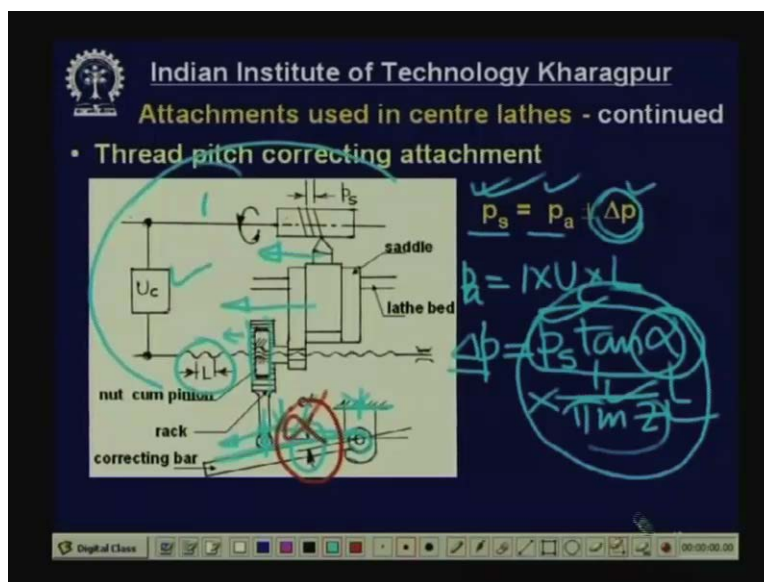 Indian Institute of Technology Kharagpur
Attachments used in centre lathes - continued
• Thread pitch correcting attachment
pₛ
pₛ = pₐ ± Δp
saddle
Uc
lathe bed
pₐ = 1 x Uc x L
L
Δp = pₛ tan α
nut cum pinion
x 1/πmz x L
rack
α
correcting bar
Digital Class
00:00:00.00